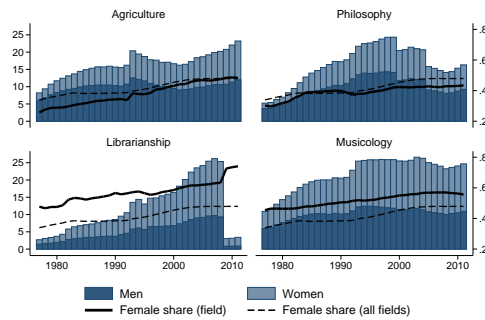 Agriculture
Philosophy
25
20
15
10
5
0
.8
.6
.4
.2
Librarianship
Musicology
25
20
15
10
5
0
.8
.6
.4
.2
1980 1990 2000 2010
1980 1990 2000 2010
Men Women
Female share (field) Female share (all fields)